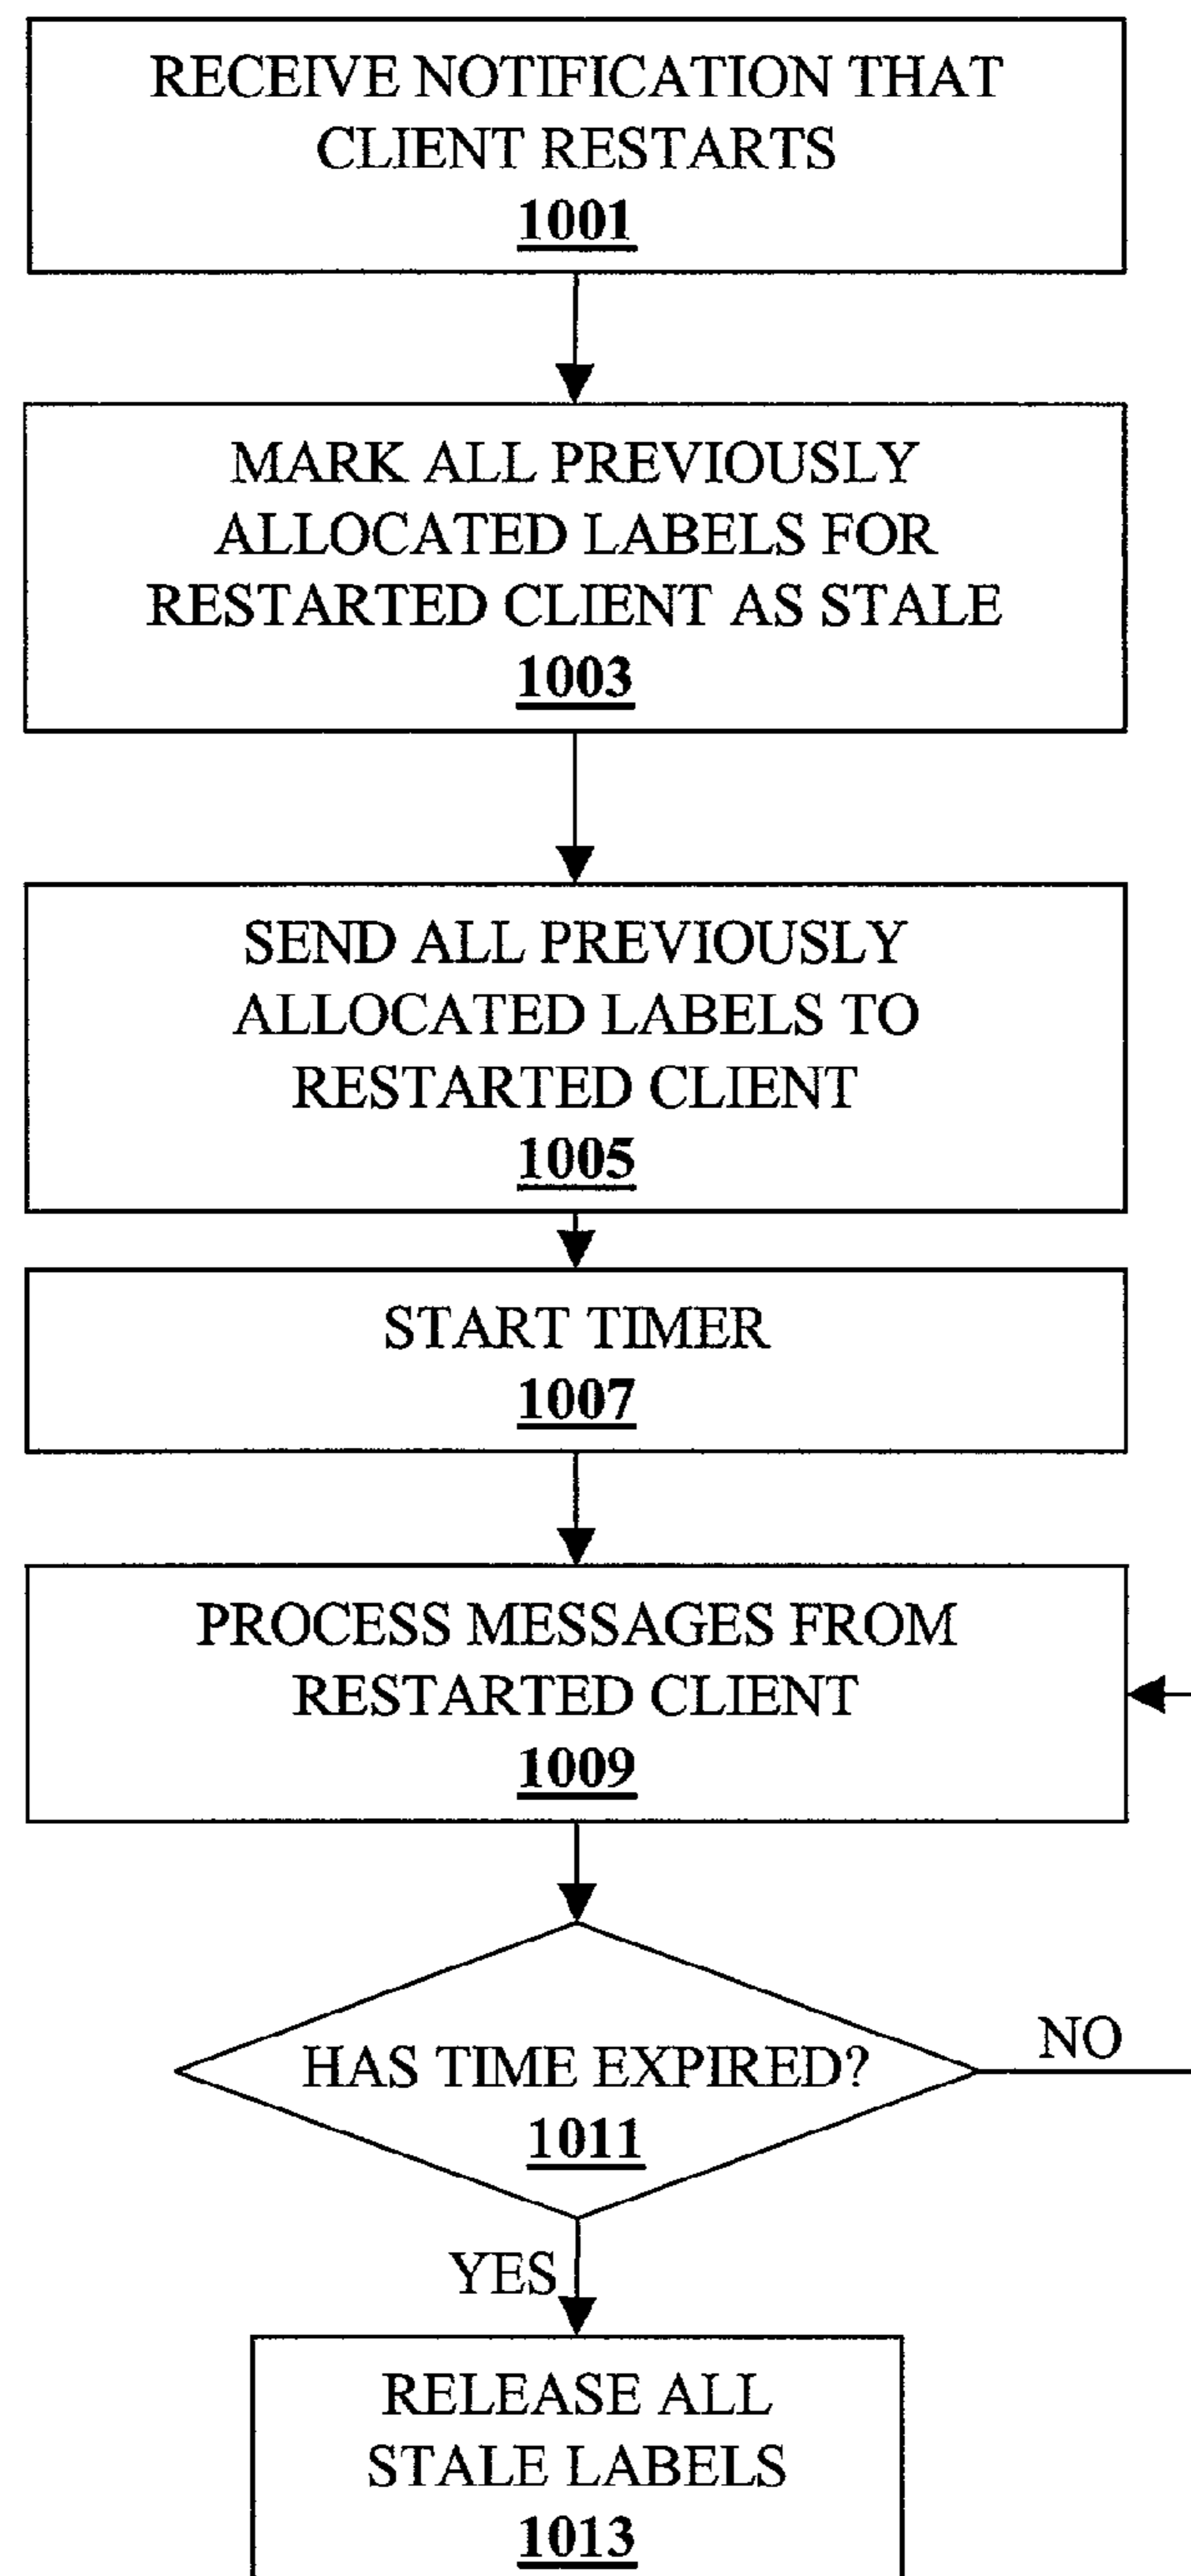 RECEIVE NOTIFICATION THAT
CLIENT RESTARTS
1001
MARK ALL PREVIOUSLY
ALLOCATED LABELS FOR
RESTARTED CLIENT AS STALE
1003
SEND ALL PREVIOUSLY
ALLOCATED LABELS TO
RESTARTED CLIENT
1005
START TIMER
1007
PROCESS MESSAGES FROM
RESTARTED CLIENT
1009
HAS TIME EXPIRED?
1011
NO
YES
RELEASE ALL
STALE LABELS
1013